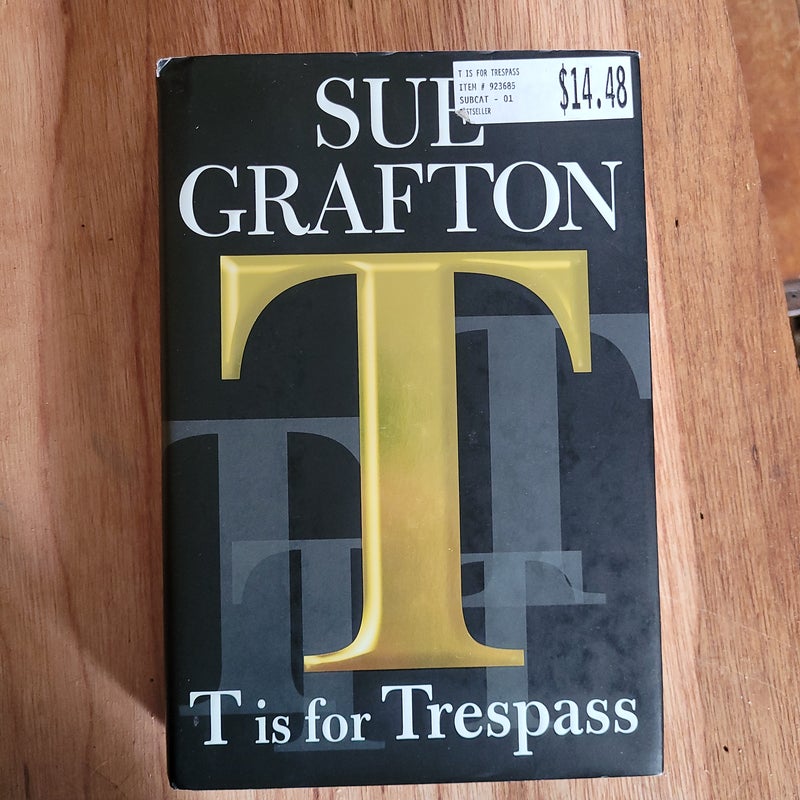 SUE
GRAFTON
T IS FOR TRESPASS
ITEM # 923685
SUBCAT - 01
$14.48
T
T is for Trespass